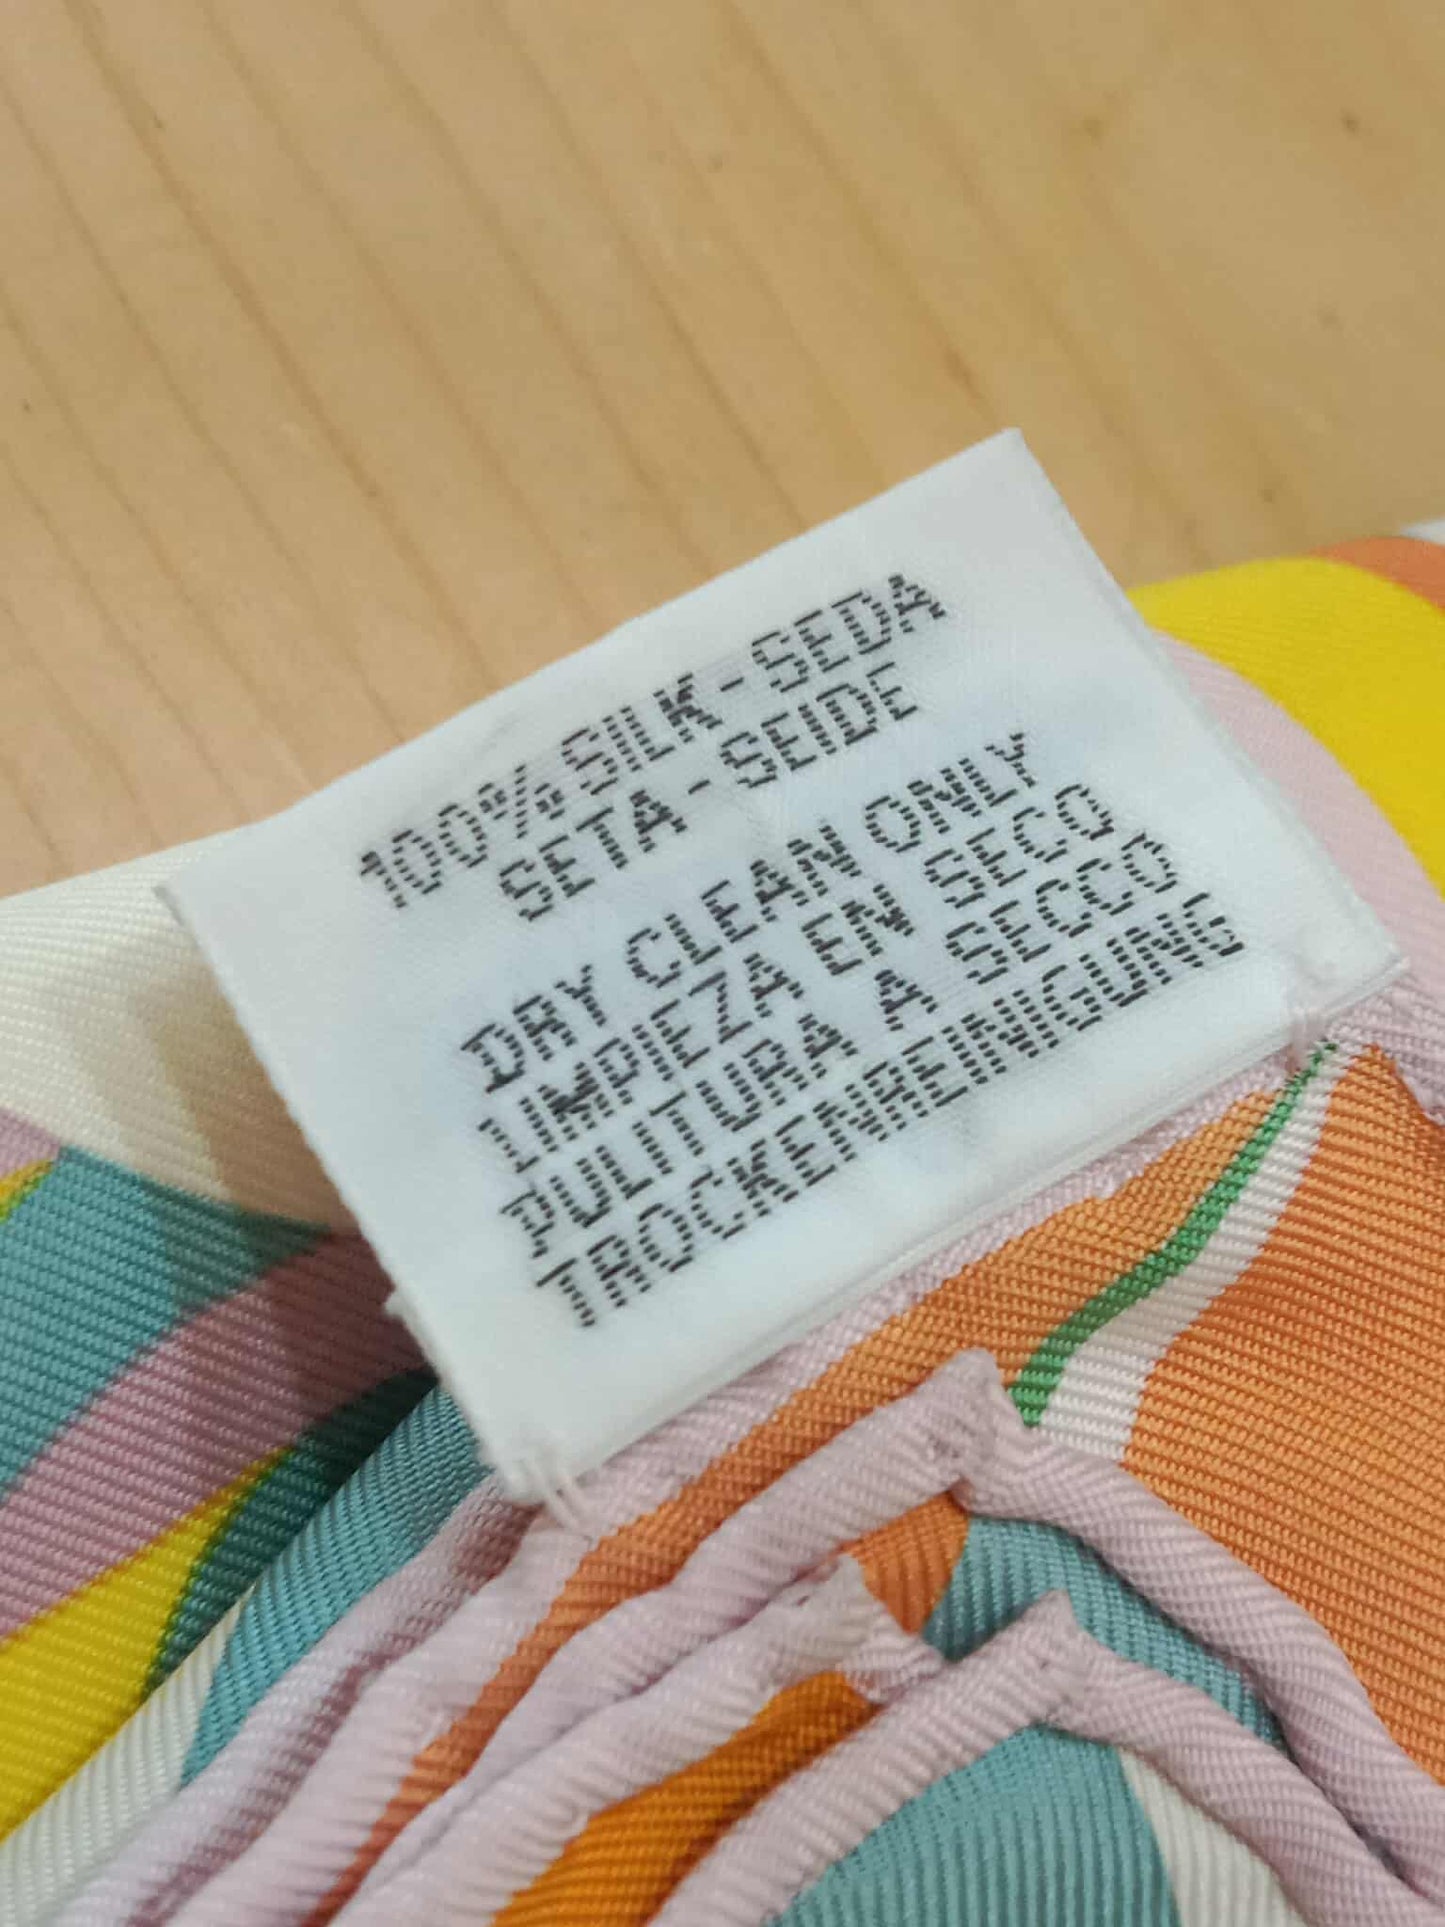 100% SILK - SEDA
SETA - SEIDE
DRY CLEAN ONLY
LIMPIEZA EN SECO
PULITURA A SECCO
TROCKENREINIGUNG